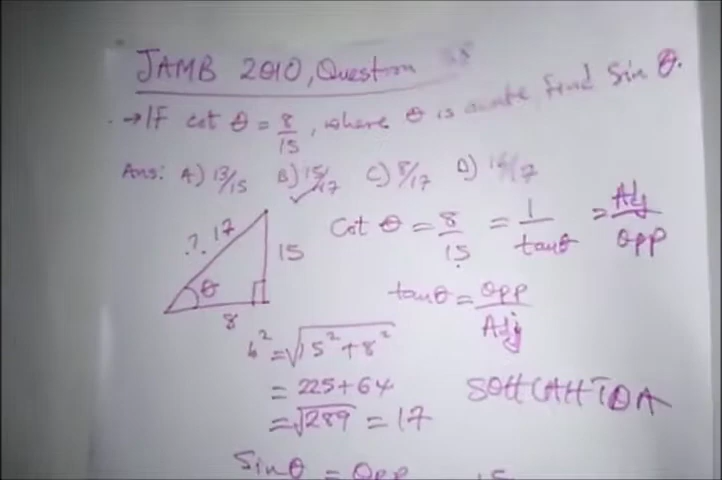 JAMB 2010, Question
→ If cot θ = 8/15, where θ is acute find Sin θ.
Ans: A) 13/15 B) 15/17 C) 8/17 D)
?. 17
15
θ
8
Cot θ = 8/15 = 1/tanθ = Adj/OPP
tanθ = OPP/Adj
h² = √15² + 8²
= 225 + 64
= √289 = 17
SOHCAHTOA
Sinθ = Opp 15